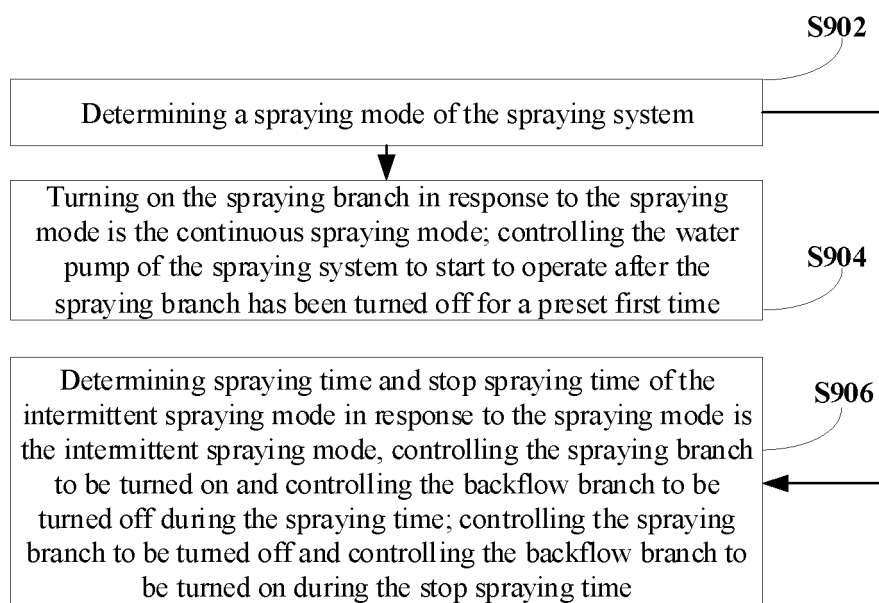 S902
Determining a spraying mode of the spraying system
Turning on the spraying branch in response to the spraying
mode is the continuous spraying mode; controlling the water
pump of the spraying system to start to operate after the
spraying branch has been turned off for a preset first time
S904
Determining spraying time and stop spraying time of the
intermittent spraying mode in response to the spraying mode is
the intermittent spraying mode, controlling the spraying branch
to be turned on and controlling the backflow branch to be
turned off during the spraying time; controlling the spraying
branch to be turned off and controlling the backflow branch to
be turned on during the stop spraying time
S906